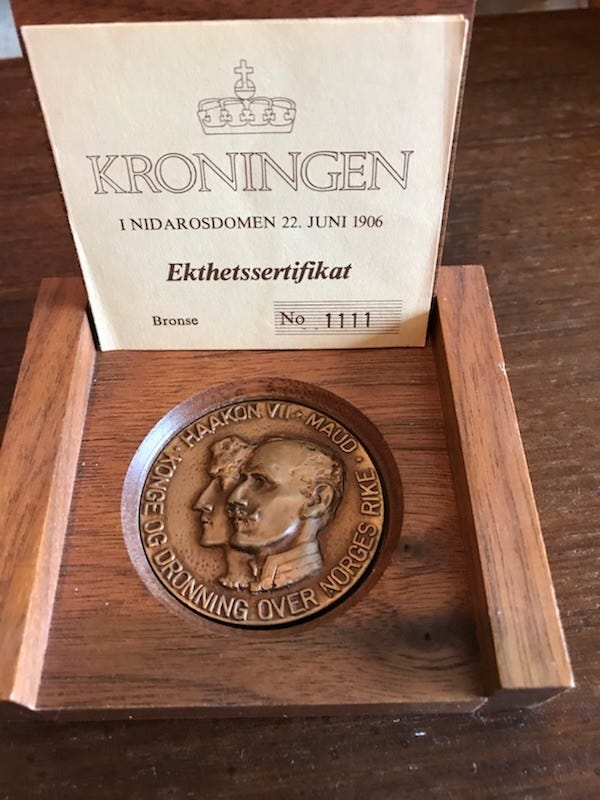 KRONINGEN
I NIDAROSDOMEN 22. JUNI 1906
Ekthetssertifikat
Bronse No 1111
· HAAKON VII · MAUD ·
KONGE OG DRONNING OVER NORGES RIKE